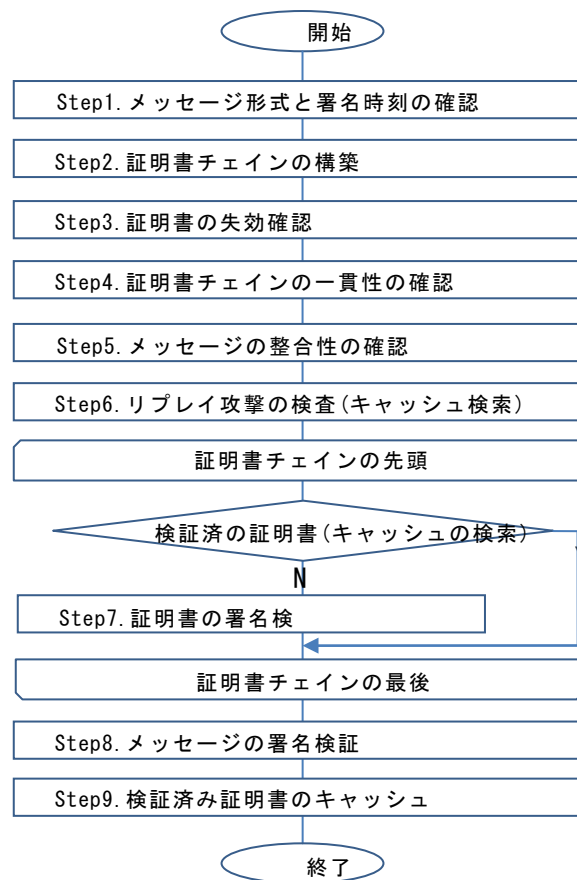 開始
Step1.メッセージ形式と署名時刻の確認
Step2.証明書チェインの構築
Step3.証明書の失効確認
Step4.証明書チェインの一貫性の確認
Step5.メッセージの整合性の確認
Step6.リプレイ攻撃の検査(キャッシュ検索)
証明書チェインの先頭
検証済の証明書(キャッシュの検索)
N
Step7.証明書の署名検
証明書チェインの最後
Step8.メッセージの署名検証
Step9.検証済み証明書のキャッシュ
終了